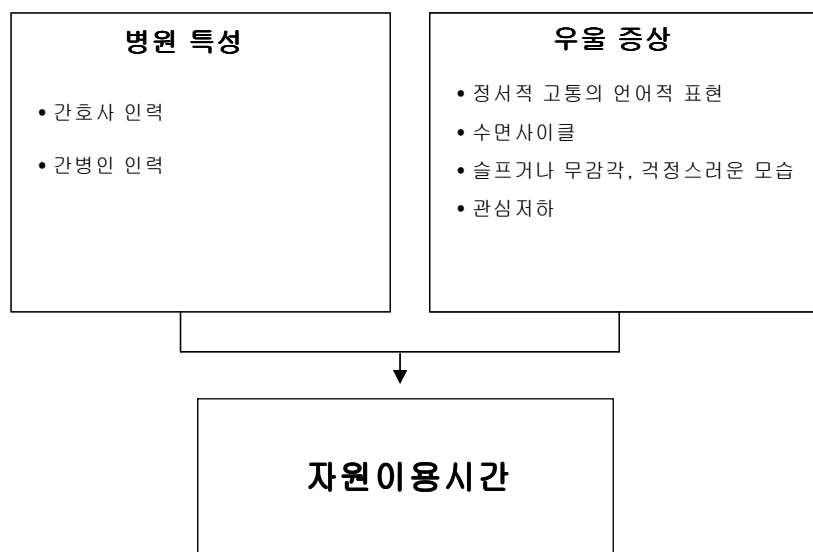 병원 특성
• 간호사 인력
• 간병인 인력
우울 증상
• 정서적 고통의 언어적 표현
• 수면사이클
• 슬프거나 무감각, 걱정스러운 모습
• 관심저하
자원이용시간